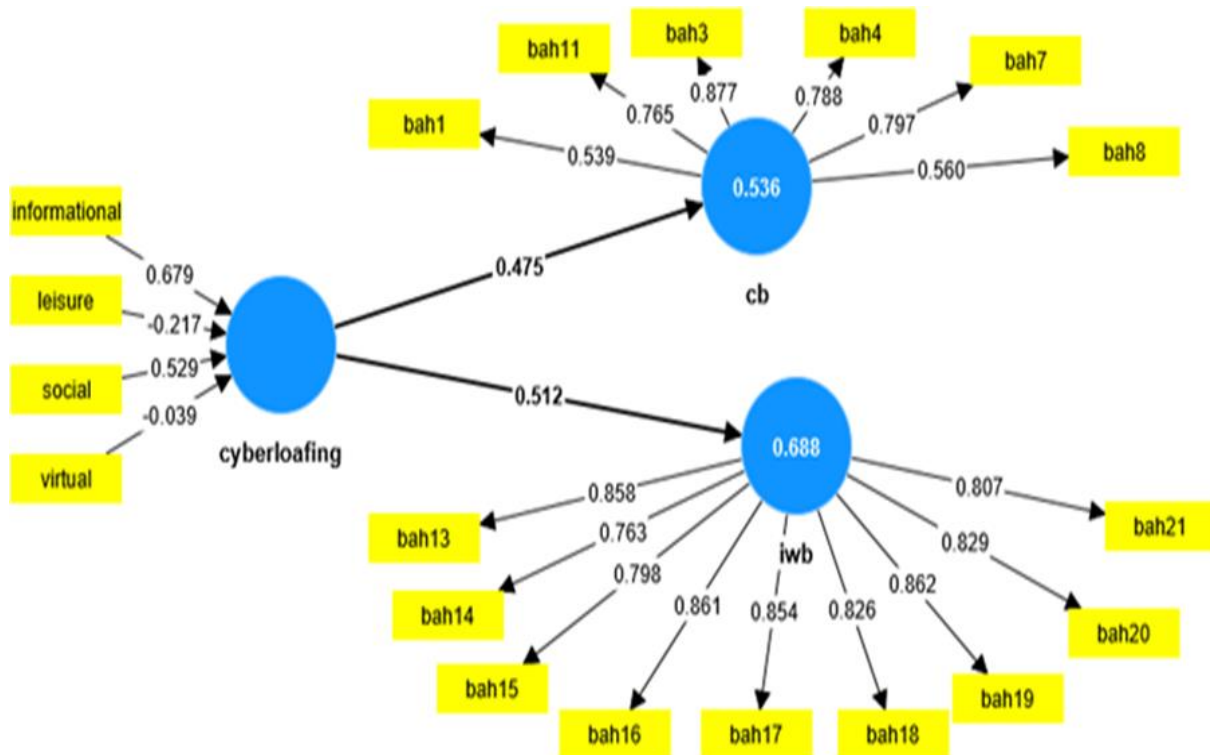 bah3
bah4
bah11
bah7
bah1
bah8
0.877
0.788
0.765
0.797
0.539
0.560
0.536
cb
informational
leisure
social
virtual
0.679
-0.217
0.529
-0.039
cyberloafing
0.475
0.512
0.688
iwb
0.858
0.763
0.798
0.861
0.854
0.826
0.862
0.829
0.807
bah13
bah14
bah15
bah16
bah17
bah18
bah19
bah20
bah21